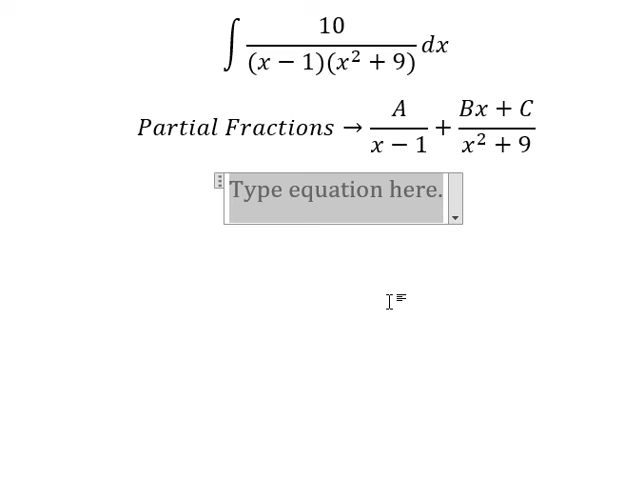 ∫ 10 / (x − 1)(x² + 9) dx
Partial Fractions → A / x − 1 + Bx + C / x² + 9
Type equation here.